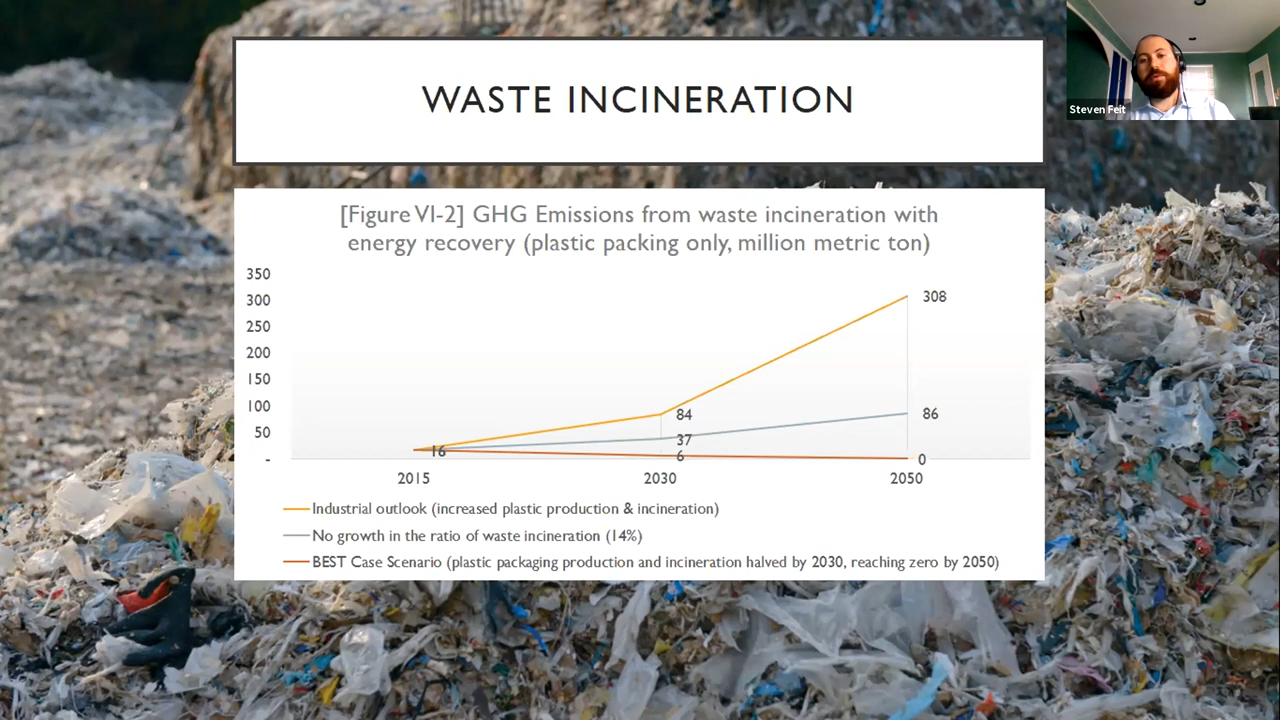 WASTE INCINERATION
Steven Feit
[Figure VI-2] GHG Emissions from waste incineration with
energy recovery (plastic packing only, million metric ton)
350
300
250
200
150
100
50
-
308
84
86
37
16
6
0
2015 2030 2050
Industrial outlook (increased plastic production & incineration)
No growth in the ratio of waste incineration (14%)
BEST Case Scenario (plastic packaging production and incineration halved by 2030, reaching zero by 2050)